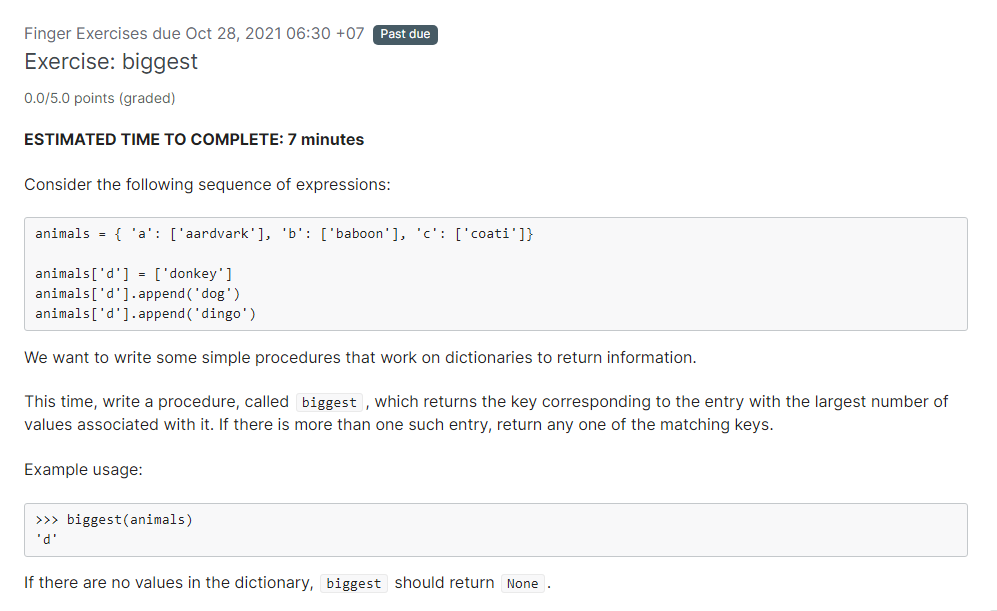 Finger Exercises due Oct 28, 2021 06:30 +07 Past due
Exercise: biggest
0.0/5.0 points (graded)
ESTIMATED TIME TO COMPLETE: 7 minutes
Consider the following sequence of expressions:
animals = { 'a': ['aardvark'], 'b': ['baboon'], 'c': ['coati']}
animals['d'] = ['donkey']
animals['d'].append('dog')
animals['d'].append('dingo')
We want to write some simple procedures that work on dictionaries to return information.
This time, write a procedure, called biggest, which returns the key corresponding to the entry with the largest number of
values associated with it. If there is more than one such entry, return any one of the matching keys.
Example usage:
>>> biggest(animals)
'd'
If there are no values in the dictionary, biggest should return None.